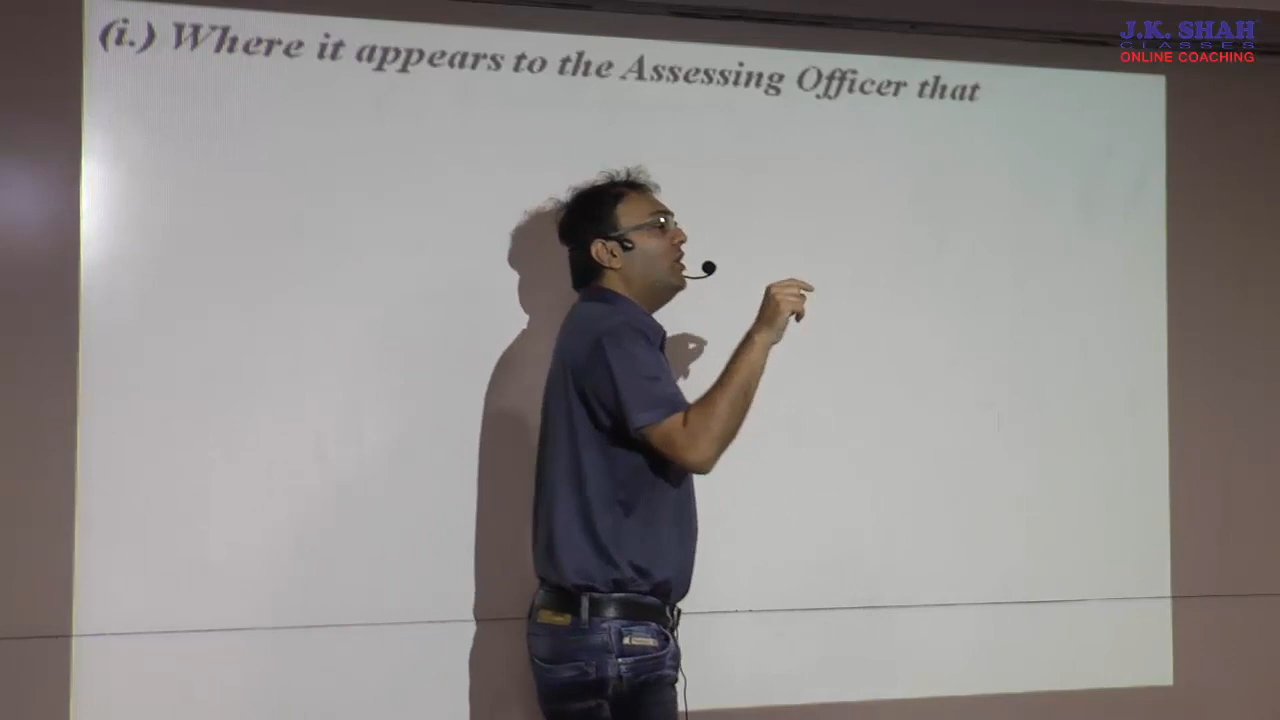 (i.) Where it appears to the Assessing Officer that
J.K. SHAH
CLASSES
ONLINE COACHING